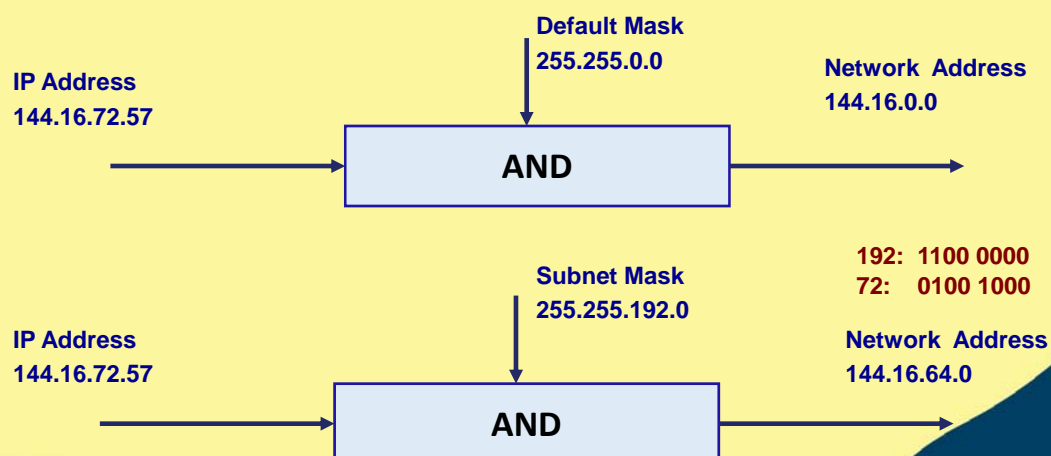 Default Mask
255.255.0.0
IP Address
144.16.72.57
Network Address
144.16.0.0
AND
192: 1100 0000
72: 0100 1000
Subnet Mask
255.255.192.0
IP Address
144.16.72.57
Network Address
144.16.64.0
AND